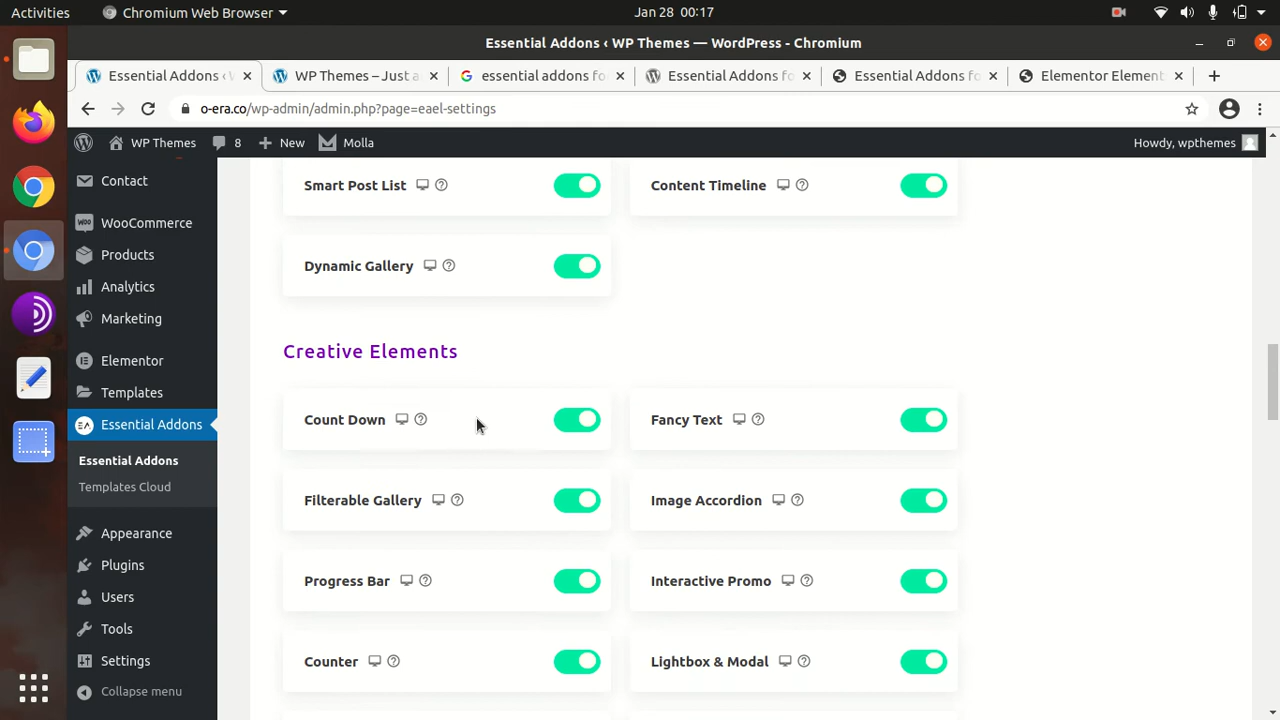 Activities
Chromium Web Browser
Jan 28 00:17
Essential Addons ‹ WP Themes — WordPress - Chromium
Essential Addons ‹
WP Themes – Just a
essential addons fo
Essential Addons fo
Essential Addons fo
Elementor Element
o-era.co/wp-admin/admin.php?page=eael-settings
WP Themes
8
New
Molla
Howdy, wpthemes
Contact
WooCommerce
Products
Analytics
Marketing
Elementor
Templates
Essential Addons
Essential Addons
Templates Cloud
Appearance
Plugins
Users
Tools
Settings
Collapse menu
Smart Post List
Content Timeline
Dynamic Gallery
Creative Elements
Count Down
Fancy Text
Filterable Gallery
Image Accordion
Progress Bar
Interactive Promo
Counter
Lightbox & Modal